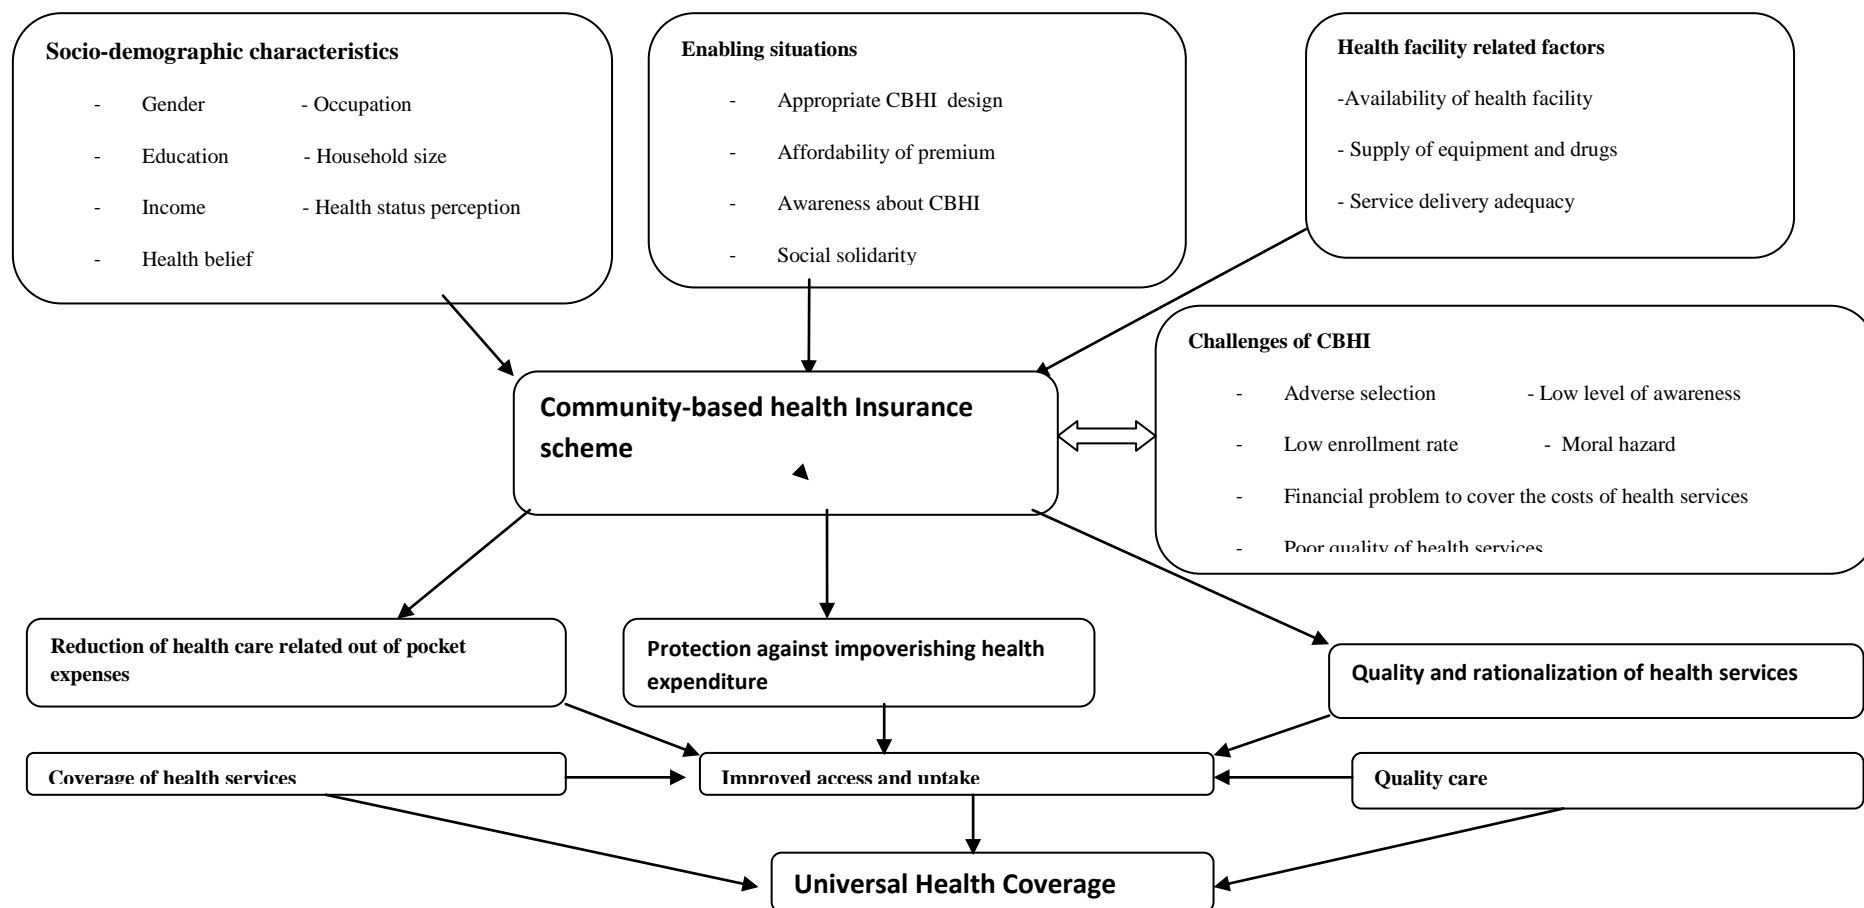 Socio-demographic characteristics
- Gender - Occupation
- Education - Household size
- Income - Health status perception
- Health belief
Enabling situations
- Appropriate CBHI design
- Affordability of premium
- Awareness about CBHI
- Social solidarity
Health facility related factors
-Availability of health facility
- Supply of equipment and drugs
- Service delivery adequacy
Challenges of CBHI
- Adverse selection - Low level of awareness
- Low enrollment rate - Moral hazard
- Financial problem to cover the costs of health services
- Poor quality of health services
Community-based health Insurance
scheme
Reduction of health care related out of pocket
expenses
Protection against impoverishing health
expenditure
Quality and rationalization of health services
Coverage of health services
Improved access and uptake
Quality care
Universal Health Coverage